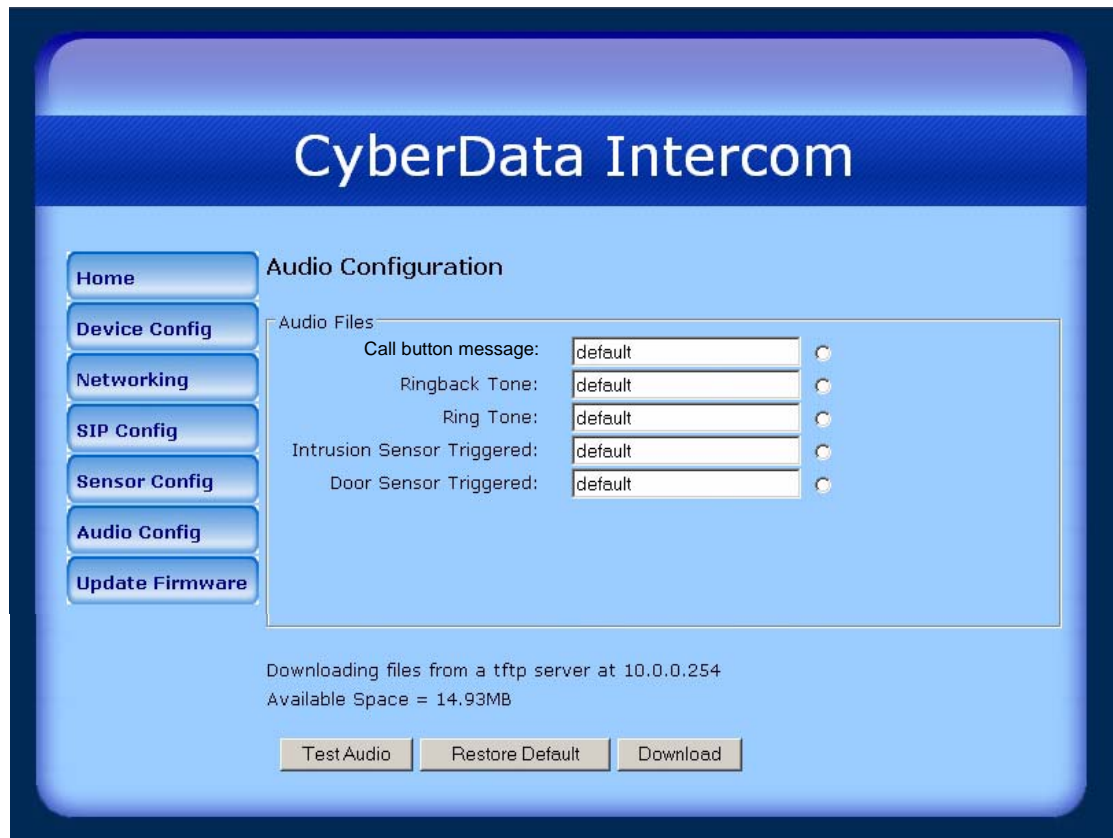 CyberData Intercom
Home
Device Config
Networking
SIP Config
Sensor Config
Audio Config
Update Firmware
Audio Configuration
Audio Files
Call button message: default
Ringback Tone: default
Ring Tone: default
Intrusion Sensor Triggered: default
Door Sensor Triggered: default
Downloading files from a tftp server at 10.0.0.254
Available Space = 14.93MB
Test Audio Restore Default Download